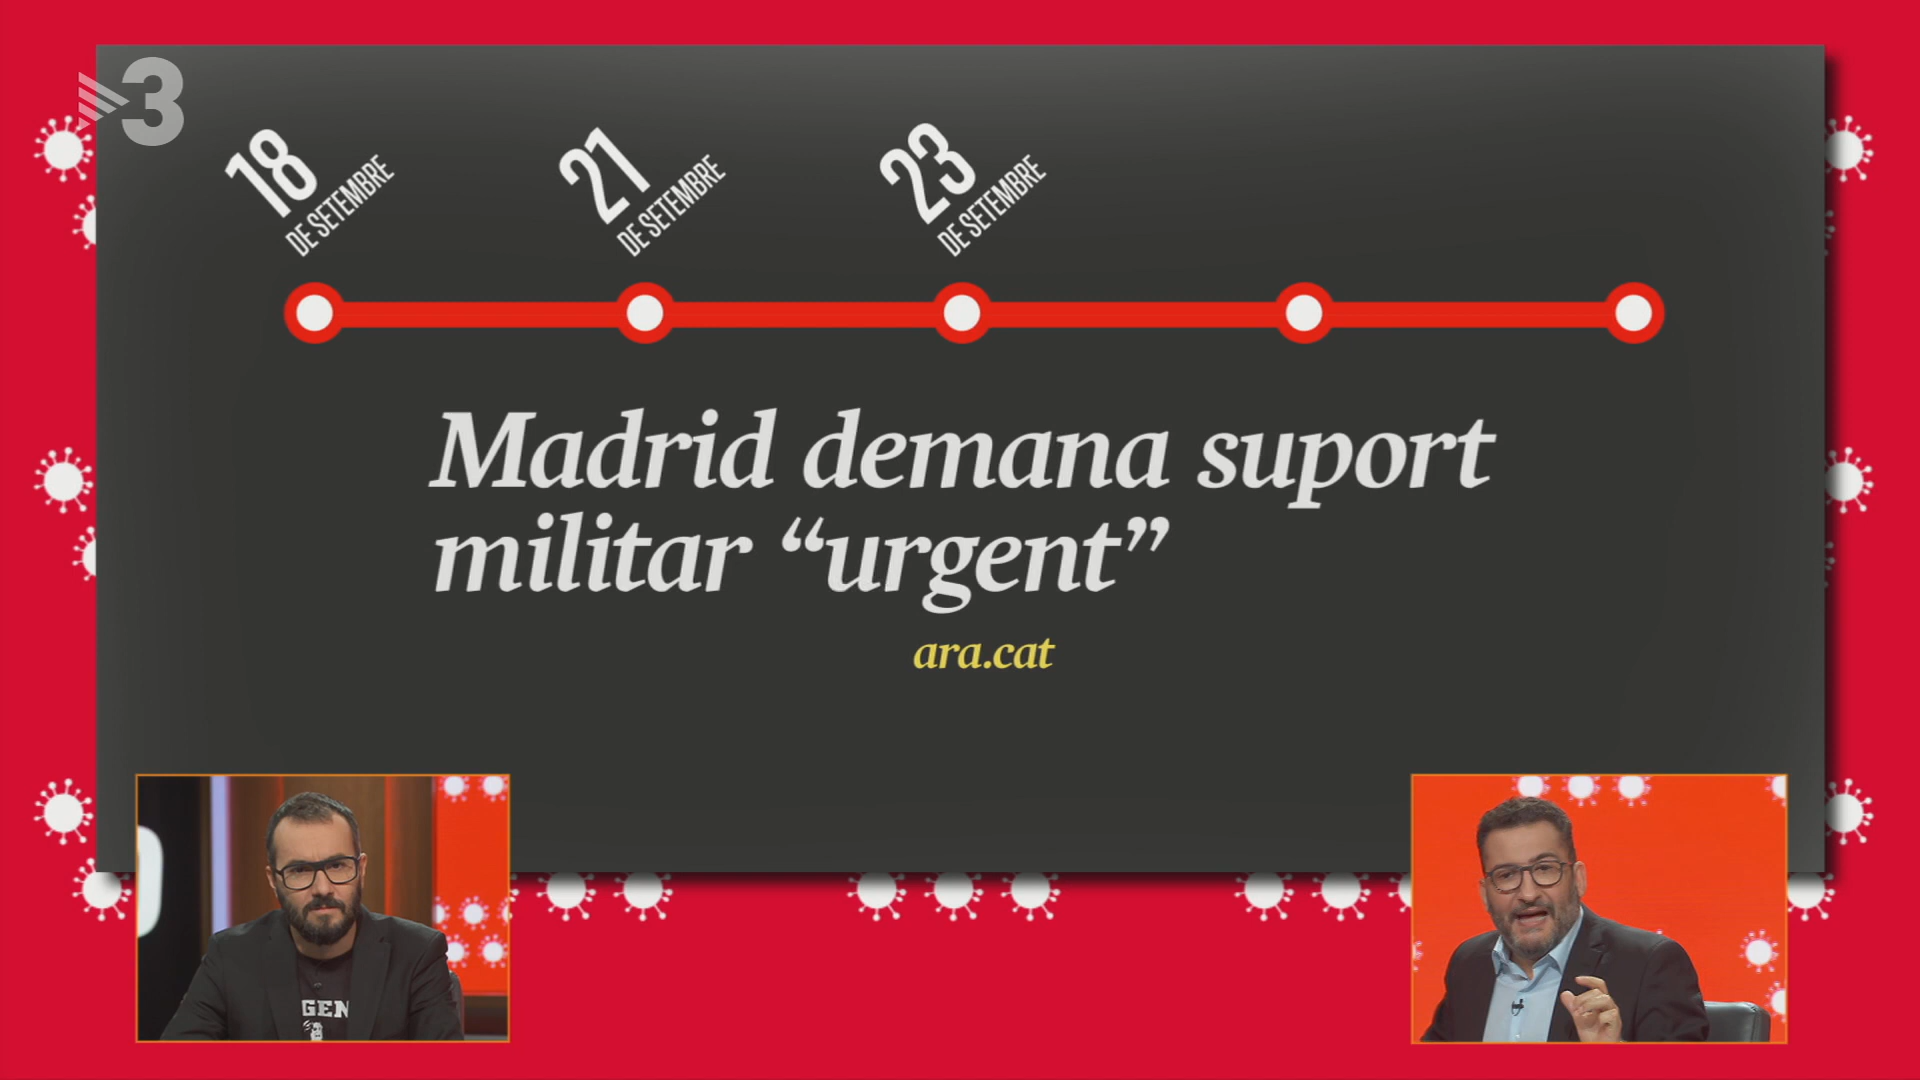 3
18
DE SETEMBRE
21
DE SETEMBRE
23
DE SETEMBRE
Madrid demana suport
militar “urgent”
ara.cat
GEN